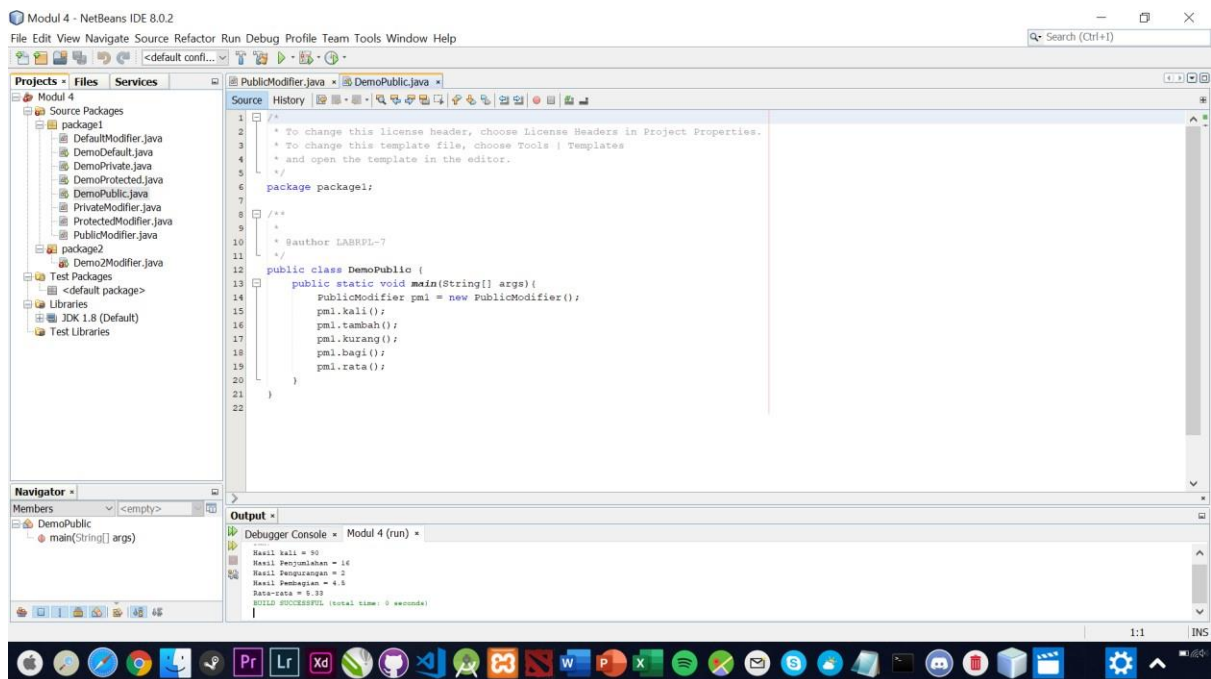 Modul 4 - NetBeans IDE 8.0.2
File Edit View Navigate Source Refactor Run Debug Profile Team Tools Window Help
Search (Ctrl+I)
<default confi...
Projects × Files Services
Modul 4
Source Packages
package1
DefaultModifier.java
DemoDefault.java
DemoPrivate.java
DemoProtected.java
DemoPublic.java
PrivateModifier.java
ProtectedModifier.java
PublicModifier.java
package2
Demo2Modifier.java
Test Packages
<default package>
Libraries
JDK 1.8 (Default)
Test Libraries
PublicModifier.java × DemoPublic.java ×
Source History
1 /*
2 * To change this license header, choose License Headers in Project Properties.
3 * To change this template file, choose Tools | Templates
4 * and open the template in the editor.
5 */
6 package package1;
7
8 /**
9 *
10 * @author LABRPL-7
11 */
12 public class DemoPublic {
13 public static void main(String[] args){
14 PublicModifier pm1 = new PublicModifier();
15 pm1.kali();
16 pm1.tambah();
17 pm1.kurang();
18 pm1.bagi();
19 pm1.rata();
20 }
21 }
22
Navigator ×
Members <empty>
DemoPublic
main(String[] args)
Output ×
Debugger Console × Modul 4 (run) ×
Hasil kali = 90
Hasil Penjumlahan = 16
Hasil Pengurangan = 2
Hasil Pembagian = 4.5
Rata-rata = 5.33
BUILD SUCCESSFUL (total time: 0 seconds)
1:1 INS
Pr Lr Xd